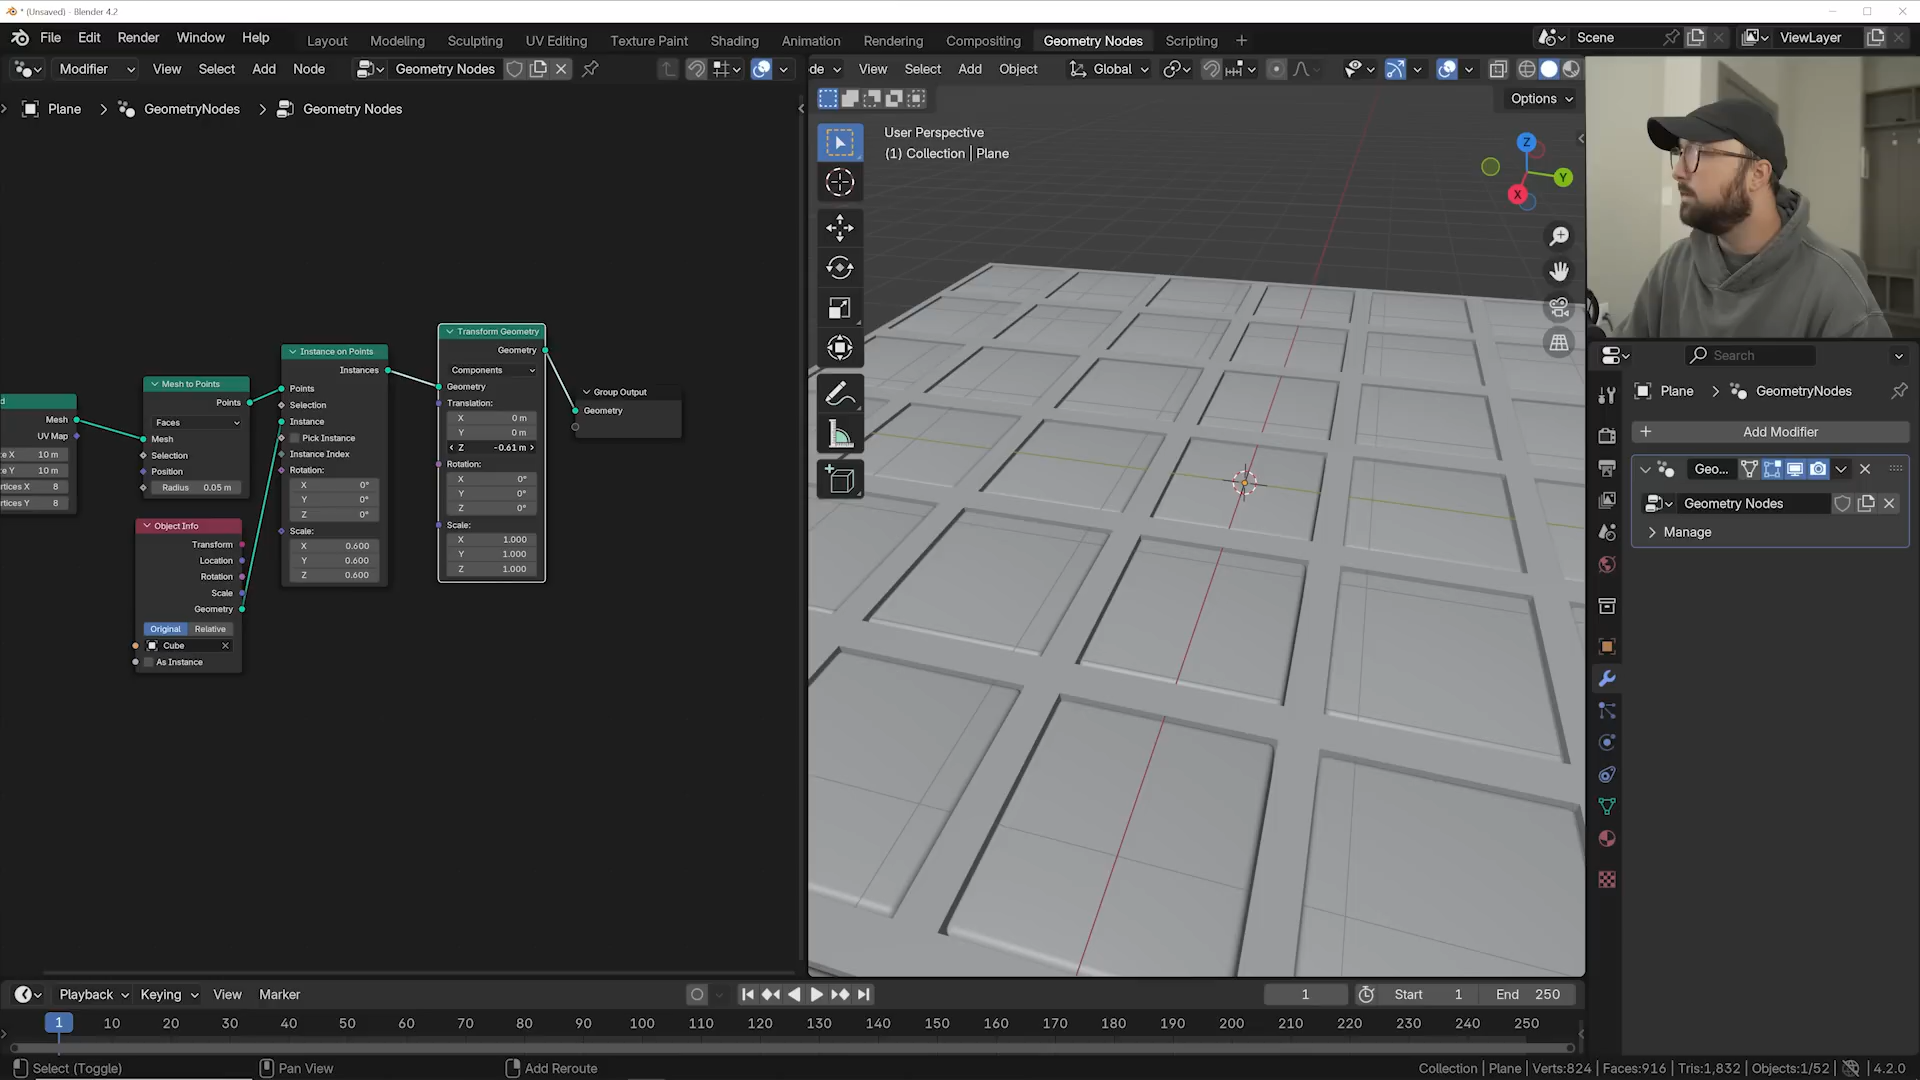 * (Unsaved) - Blender 4.2
File Edit Render Window Help Layout Modeling Sculpting UV Editing Texture Paint Shading Animation Rendering Compositing Geometry Nodes Scripting + Scene ViewLayer
Modifier View Select Add Node Geometry Nodes de View Select Add Object Global
Options
Plane > GeometryNodes > Geometry Nodes
User Perspective
(1) Collection | Plane
Z
Y
X
Transform Geometry
Geometry
Components
Geometry
Translation:
X 0 m
Y 0 m
Z -0.61 m
Rotation:
X 0°
Y 0°
Z 0°
Scale:
X 1.000
Y 1.000
Z 1.000
Group Output
Geometry
Instance on Points
Instances
Points
Selection
Instance
Pick Instance
Instance Index
Rotation:
X 0°
Y 0°
Z 0°
Scale:
X 0.600
Y 0.600
Z 0.600
Mesh to Points
Points
Faces
Mesh
Selection
Position
Radius 0.05 m
d
Mesh
UV Map
e X 10 m
e Y 10 m
rtices X 8
rtices Y 8
Object Info
Transform
Location
Rotation
Scale
Geometry
Original Relative
Cube
As Instance
Search
Plane > GeometryNodes
+ Add Modifier
Geo...
Geometry Nodes
Manage
Playback Keying View Marker 1 Start 1 End 250
1 10 20 30 40 50 60 70 80 90 100 110 120 130 140 150 160 170 180 190 200 210 220 230 240 250
Select (Toggle) Pan View Add Reroute Collection | Plane | Verts:824 | Faces:916 | Tris:1,832 | Objects:1/52 | 4.2.0